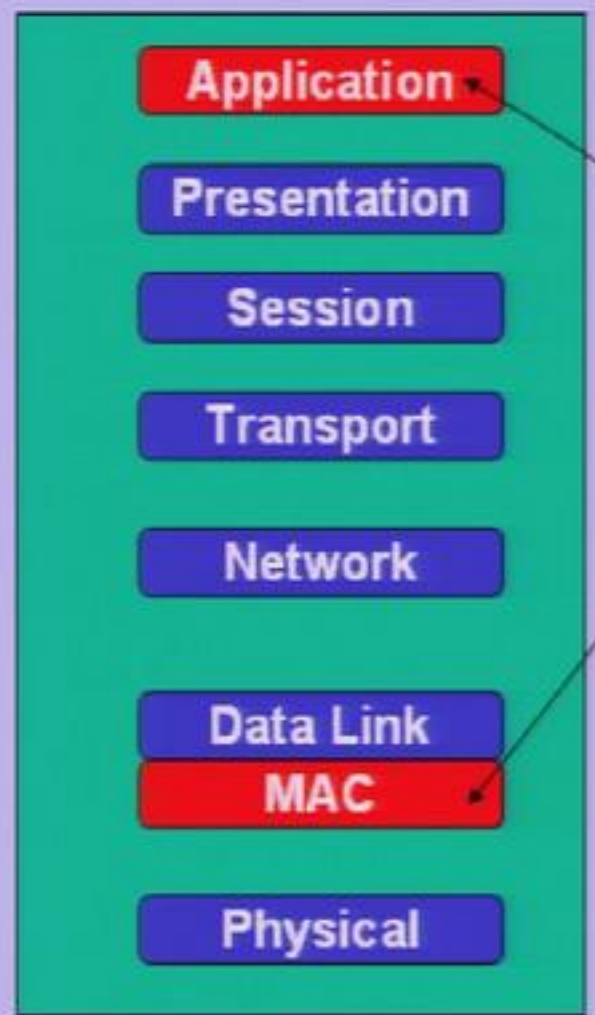 Application
Presentation
Session
Transport
Network
Data Link
MAC
Physical